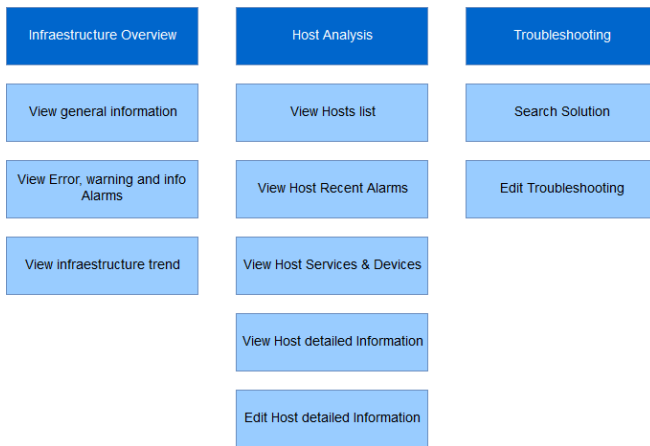 Infraestructure Overview
View general information
View Error, warning and info
Alarms
View infraestructure trend
Host Analysis
View Hosts list
View Host Recent Alarms
View Host Services & Devices
View Host detailed Information
Edit Host detailed Information
Troubleshooting
Search Solution
Edit Troubleshooting